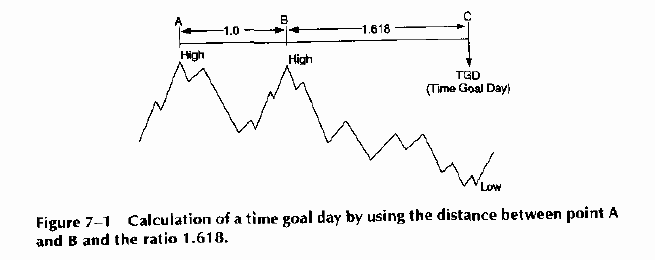 A B C
1.0 1.618
High High
TGD
(Time Goal Day)
Low
Figure 7–1 Calculation of a time goal day by using the distance between point A
and B and the ratio 1.618.